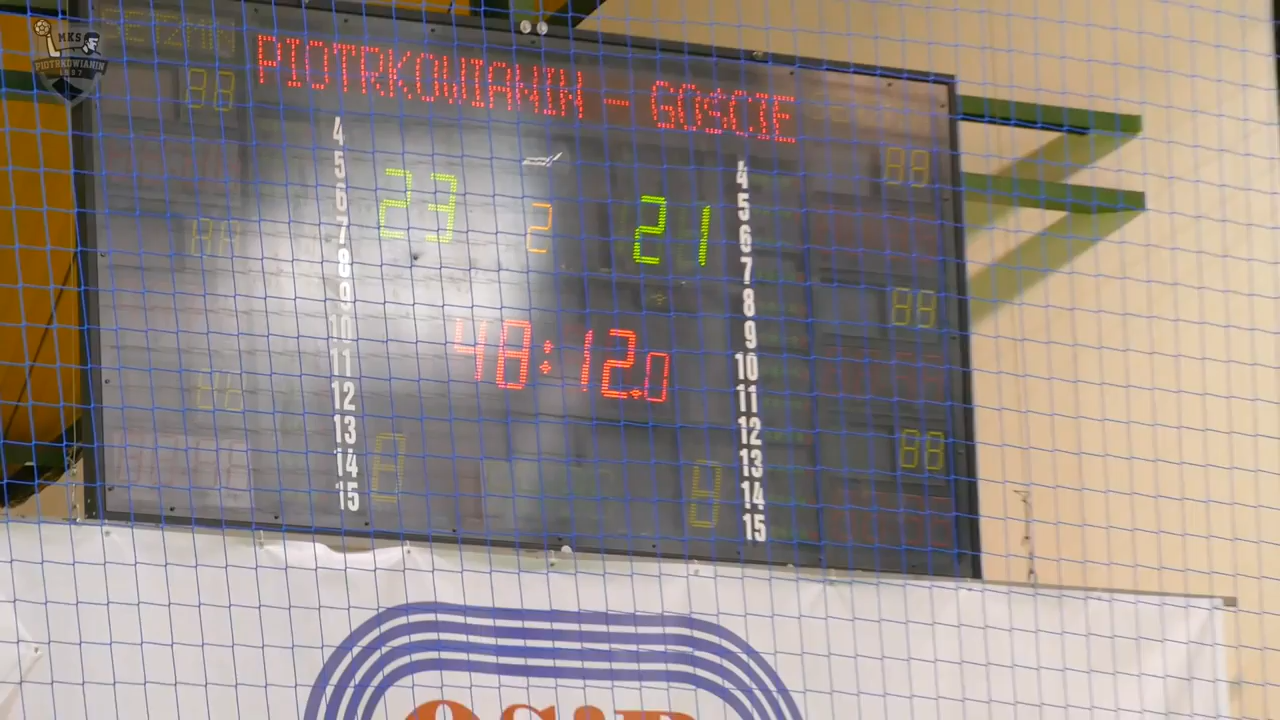 MKS
PIOTRKOWIANIN
PIOTRKOWIANIN - GOŚCIE
23 2 21
48:12.0
4 4
5 5
6 6
7 7
8 8
9 9
10 10
11 11
12 12
13 13
14 14
15 15
OSiR